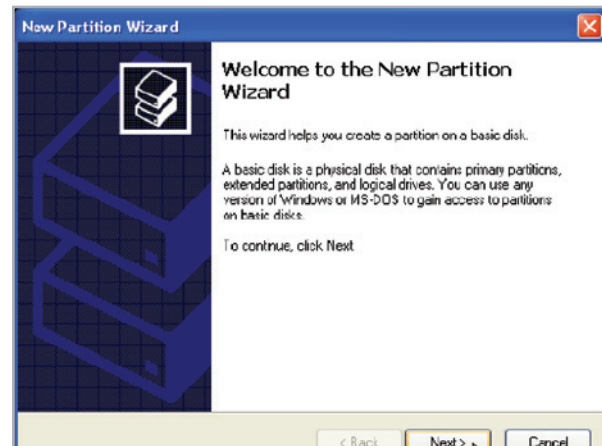 New Partition Wizard
Welcome to the New Partition
Wizard
This wizard helps you create a partition on a basic disk.
A basic disk is a physical disk that contains primary partitions,
extended partitions, and logical drives. You can use any
version of Windows or MS-DOS to gain access to partitions
on basic disks.
To continue, click Next
< Back
Next >
Cancel